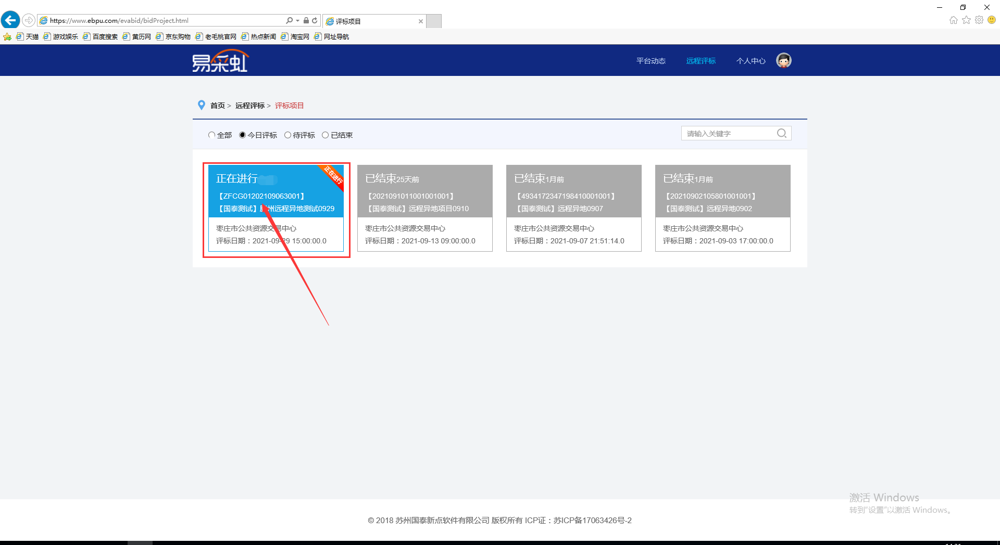 https://www.ebpu.com/evabid/bidProject.html
评标项目
天猫 游戏娱乐 百度搜索 黄历网 京东购物 老毛桃官网 热点新闻 淘宝网 网址导航
易采虹
平台动态 远程评标 个人中心
首页 > 远程评标 > 评标项目
全部 今日评标 待评标 已结束
请输入关键字
正在进行
正在进行
【ZFCG01202109063001】
【国泰测试】州远程异地测试0929
枣庄市公共资源交易中心
评标日期：2021-09-29 15:00:00.0
已结束25天前
【2021091011001001001】
【国泰测试】远程异地项目0910
枣庄市公共资源交易中心
评标日期：2021-09-13 09:00:00.0
已结束1月前
【4934172347198410001001】
【国泰测试】远程异地0907
枣庄市公共资源交易中心
评标日期：2021-09-07 21:51:14.0
已结束1月前
【20210902105801001001】
【国泰测试】远程异地0902
枣庄市公共资源交易中心
评标日期：2021-09-03 17:00:00.0
激活 Windows
转到“设置”以激活 Windows。
© 2018 苏州国泰新点软件有限公司 版权所有 ICP证：苏ICP备17063426号-2